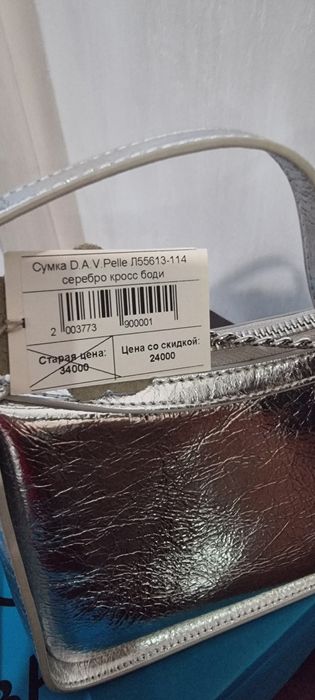 Сумка D.A.V.Pelle Л55613-114
серебро кросс боди
2 003773 900001
Старая цена: Цена со скидкой:
34000 24000